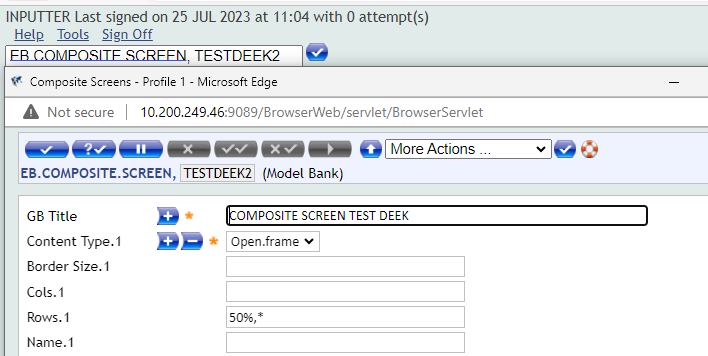 INPUTTER Last signed on 25 JUL 2023 at 11:04 with 0 attempt(s)
Help Tools Sign Off
EB.COMPOSITE.SCREEN, TESTDEEK2
Composite Screens - Profile 1 - Microsoft Edge
Not secure 10.200.249.46:9089/BrowserWeb/servlet/BrowserServlet
More Actions ...
EB.COMPOSITE.SCREEN, TESTDEEK2 (Model Bank)
GB Title COMPOSITE SCREEN TEST DEEK
Content Type.1 Open.frame
Border Size.1
Cols.1
Rows.1 50%,*
Name.1